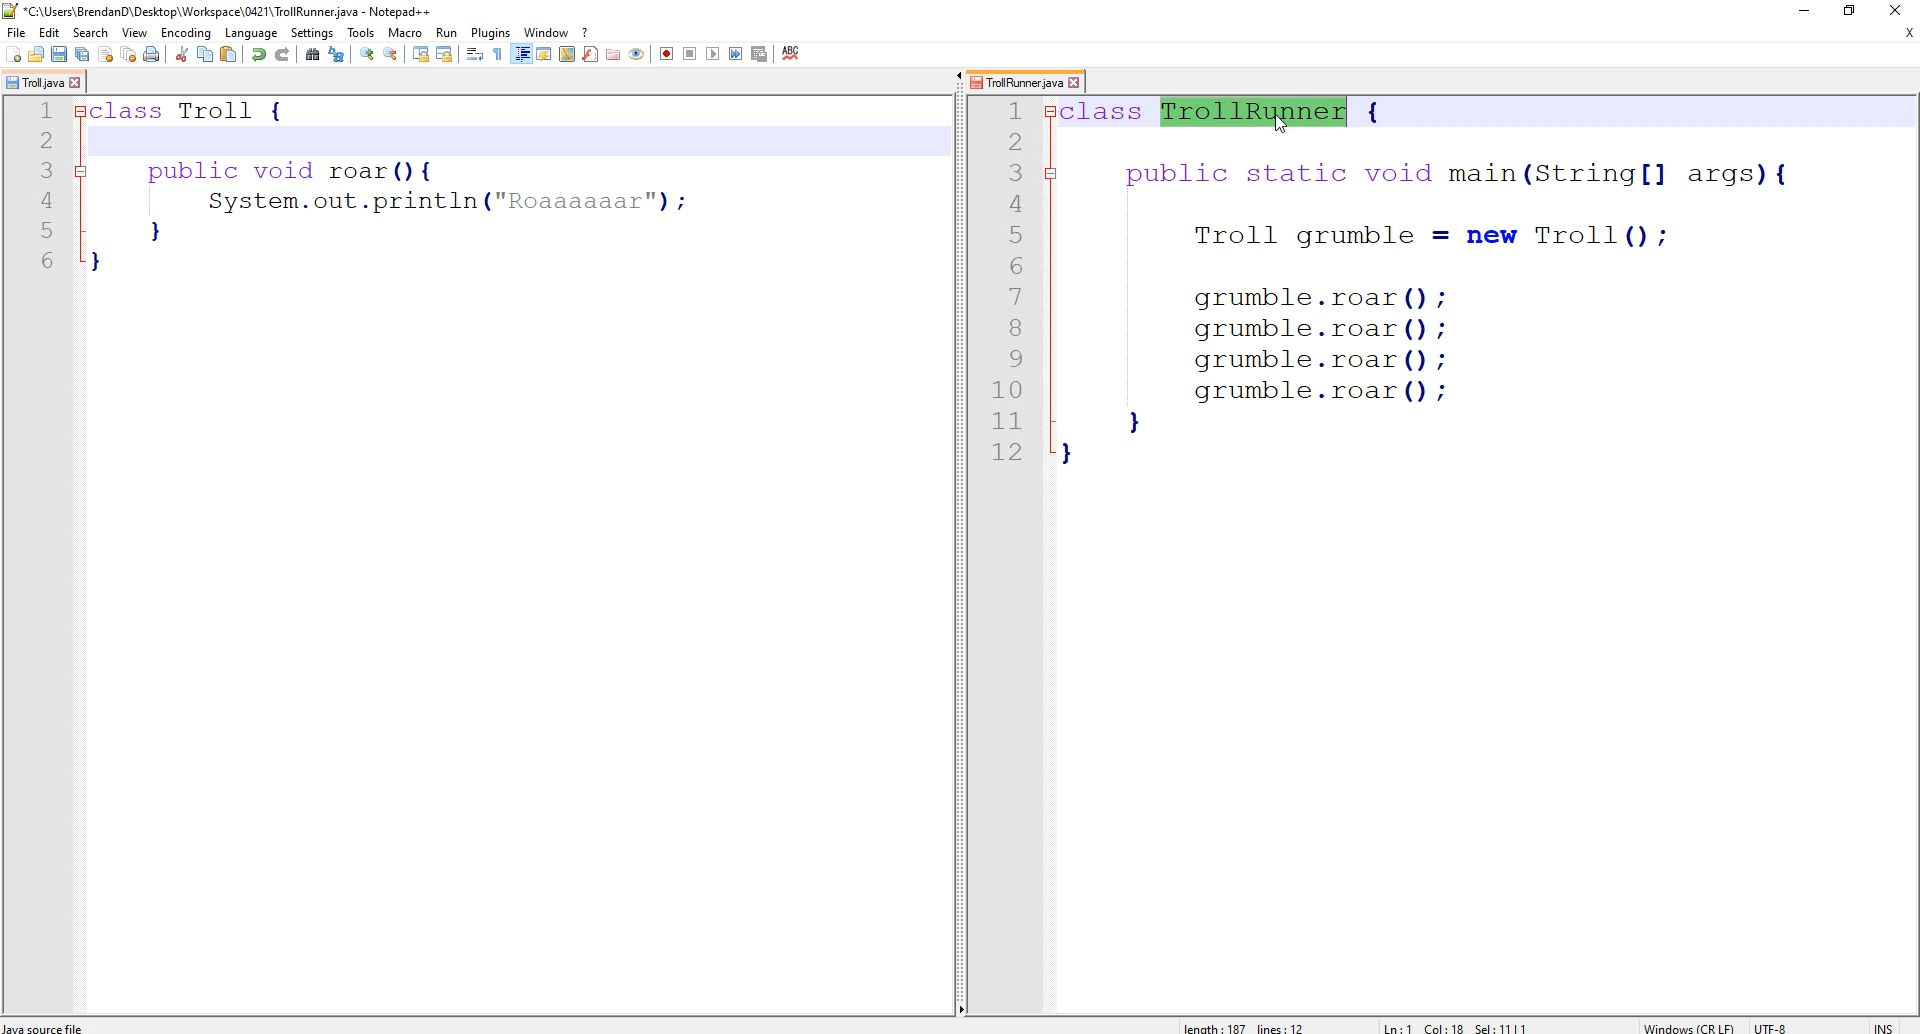 *C:\Users\BrendanD\Desktop\Workspace\0421\TrollRunner.java - Notepad++
File Edit Search View Encoding Language Settings Tools Macro Run Plugins Window ? X
ABC
Troll.java
1 class Troll {
2
3 public void roar(){
4 System.out.println("Roaaaaaar");
5 }
6 }
TrollRunner.java
1 class TrollRunner {
2
3 public static void main(String[] args){
4
5 Troll grumble = new Troll();
6
7 grumble.roar();
8 grumble.roar();
9 grumble.roar();
10 grumble.roar();
11 }
12 }
Java source file length : 187 lines : 12 Ln : 1 Col : 18 Sel : 11 | 1 Windows (CR LF) UTF-8 INS